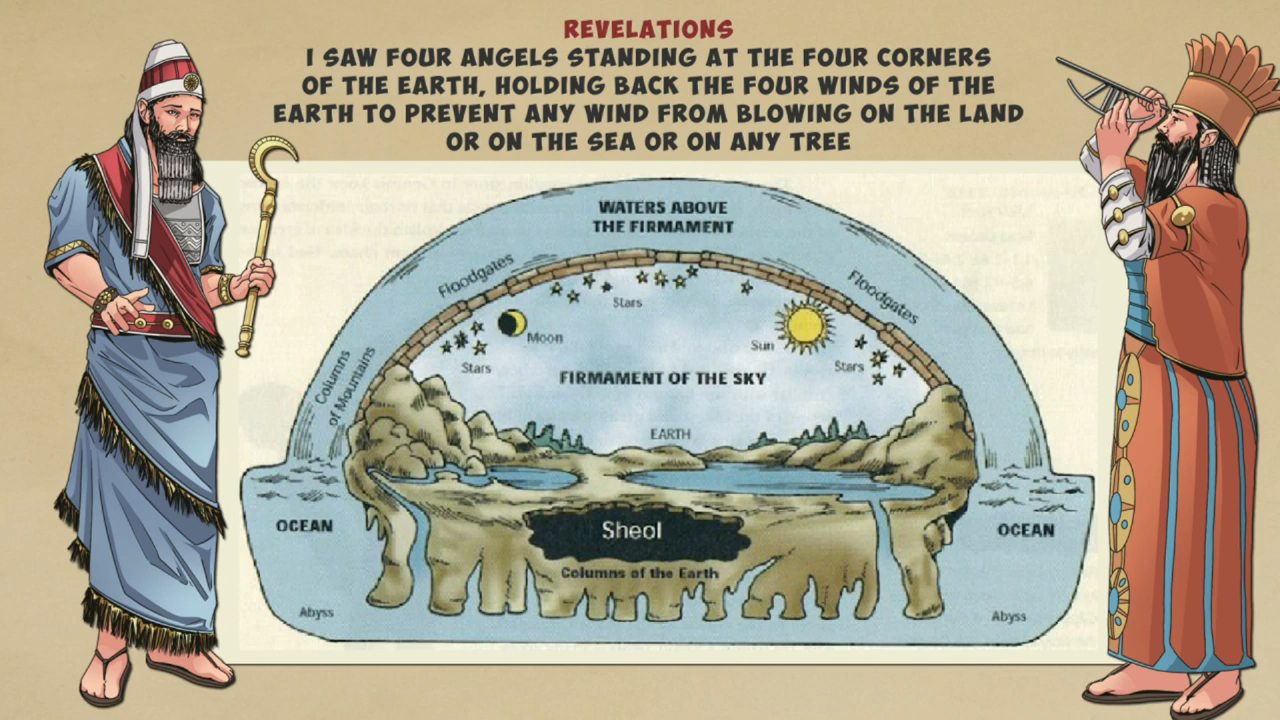 REVELATIONS
I SAW FOUR ANGELS STANDING AT THE FOUR CORNERS
OF THE EARTH, HOLDING BACK THE FOUR WINDS OF THE
EARTH TO PREVENT ANY WIND FROM BLOWING ON THE LAND
OR ON THE SEA OR ON ANY TREE
WATERS ABOVE
THE FIRMAMENT
Floodgates
Floodgates
Stars
Moon
Sun
Stars
Stars
Columns
of Mountains
FIRMAMENT OF THE SKY
EARTH
OCEAN
Sheol
OCEAN
Columns of the Earth
Abyss
Abyss